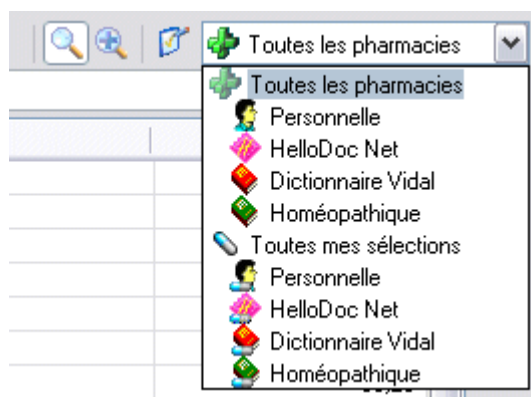 Toutes les pharmacies
Toutes les pharmacies
Personnelle
HelloDoc Net
Dictionnaire Vidal
Homéopathique
Toutes mes sélections
Personnelle
HelloDoc Net
Dictionnaire Vidal
Homéopathique